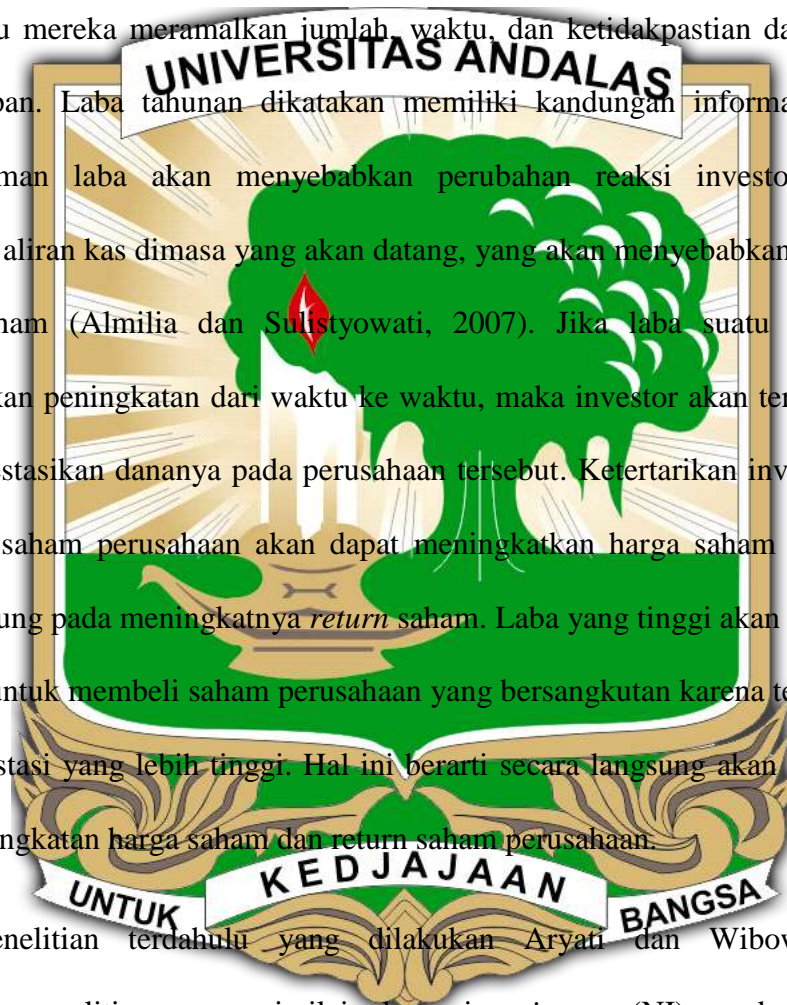 u mereka meramalkan jumlah, waktu, dan ketidakpastian da
UNIVERSITAS ANDALAS
pan. Laba tahunan dikatakan memiliki kandungan informa
man laba akan menyebabkan perubahan reaksi investo
aliran kas dimasa yang akan datang, yang akan menyebabkan
ham (Almilia dan Sulistyowati, 2007). Jika laba suatu
kan peningkatan dari waktu ke waktu, maka investor akan ter
estasikan dananya pada perusahaan tersebut. Ketertarikan inv
saham perusahaan akan dapat meningkatkan harga saham
ung pada meningkatnya return saham. Laba yang tinggi akan
untuk membeli saham perusahaan yang bersangkutan karena te
stasi yang lebih tinggi. Hal ini berarti secara langsung akan
ngkatan harga saham dan return saham perusahaan.
UNTUK KEDJAJAAN BANGSA
enelitian terdahulu yang dilakukan Aryati dan Wibow
(NI)